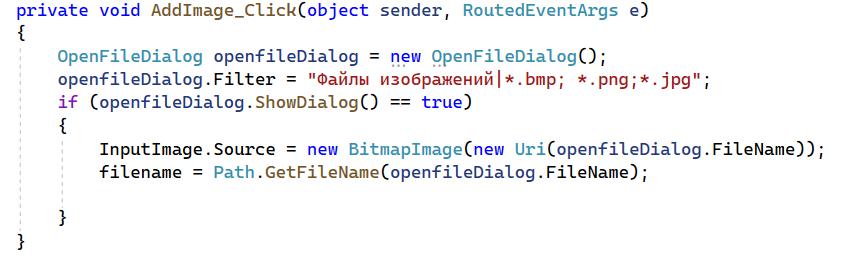 private void AddImage_Click(object sender, RoutedEventArgs e)
{
OpenFileDialog openfileDialog = new OpenFileDialog();
openfileDialog.Filter = "Файлы изображений|*.bmp; *.png;*.jpg";
if (openfileDialog.ShowDialog() == true)
{
InputImage.Source = new BitmapImage(new Uri(openfileDialog.FileName));
filename = Path.GetFileName(openfileDialog.FileName);
}
}